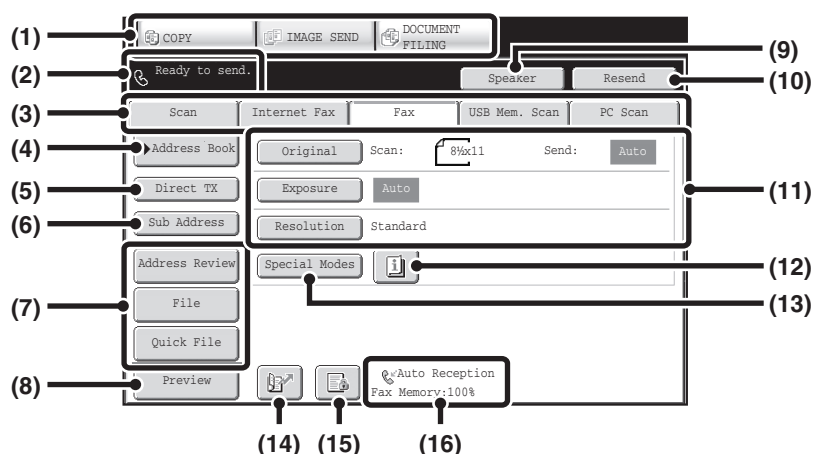 (1) COPY IMAGE SEND DOCUMENT
FILING
(2) Ready to send.
Speaker Resend (9)
(10)
(3) Scan Internet Fax Fax USB Mem. Scan PC Scan
(4) Address Book Original Scan: 8½x11 Send: Auto
(5) Direct TX Exposure Auto (11)
(6) Sub Address Resolution Standard
Address Review Special Modes (12)
(7) File (13)
Quick File
(8) Preview Auto Reception
Fax Memory:100%
(14) (15) (16)